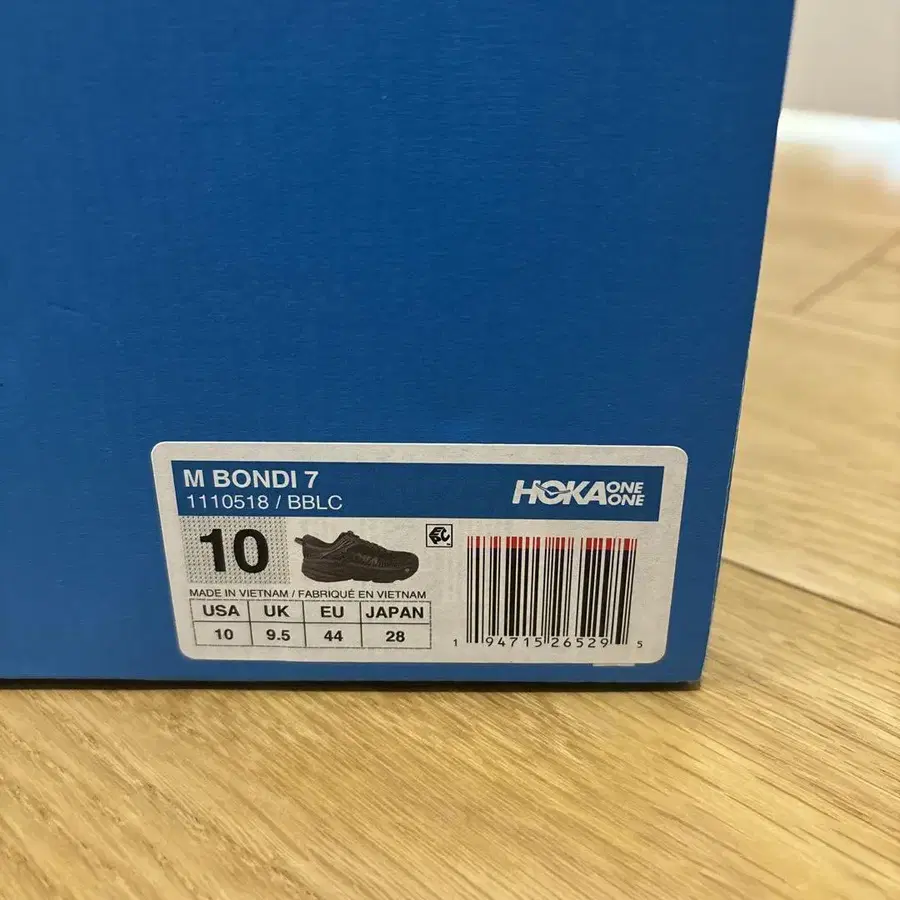 M BONDI 7
1110518 / BBLC
HOKA ONE ONE
10
MADE IN VIETNAM / FABRIQUÉ EN VIETNAM
USA UK EU JAPAN
10 9.5 44 28
1 94715 26529 5